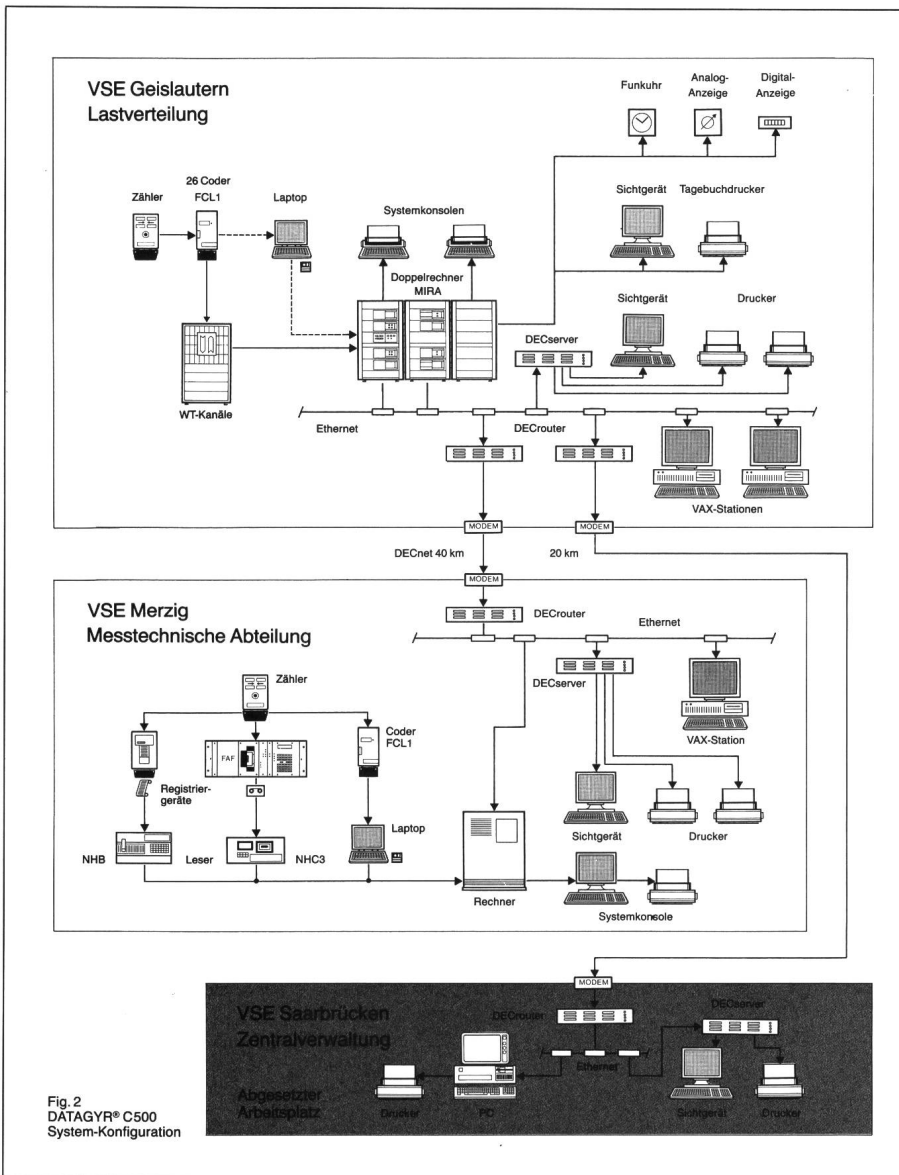 VSE Geislautern
Lastverteilung
Funkuhr
Analog-
Anzeige
Digital-
Anzeige
Zähler
26 Coder
FCL1
Laptop
Systemkonsolen
Sichtgerät
Tagebuchdrucker
Doppelrechner
MIRA
Sichtgerät
Drucker
DECserver
WT-Kanäle
Ethernet
DECrouter
VAX-Stationen
MODEM
MODEM
DECnet 40 km
20 km
MODEM
VSE Merzig
Messtechnische Abteilung
DECrouter
Ethernet
Zähler
DECserver
Coder
FCL1
VAX-Station
FAF
Registrier-
geräte
Laptop
Sichtgerät
Drucker
NHB
Leser
NHC3
Rechner
Systemkonsole
MODEM
VSE Saarbrücken
Zentralverwaltung
DECrouter
DECserver
Ethernet
Abgesetzter
Arbeitsplatz
Drucker
PC
Sichtgerät
Drucker
Fig. 2
DATAGYR® C500
System-Konfiguration